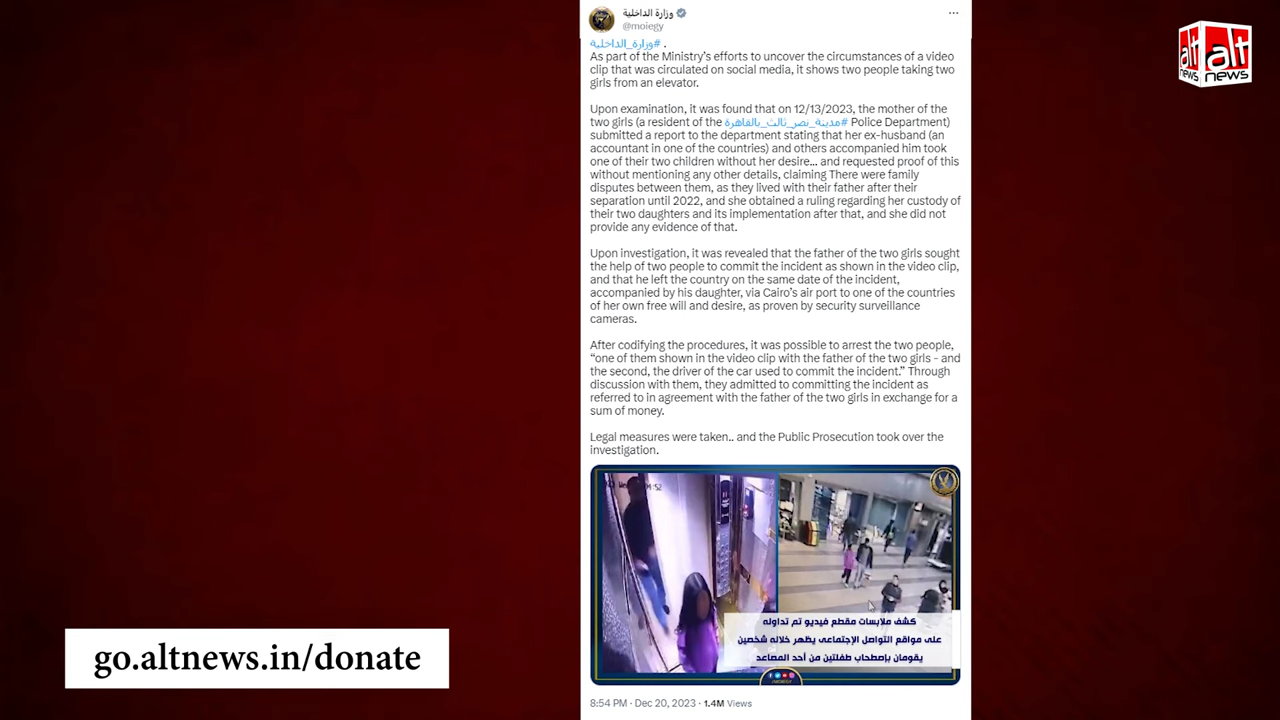 وزارة الداخلية
@moiegy
#وزارة_الداخلية .
As part of the Ministry's efforts to uncover the circumstances of a video
clip that was circulated on social media, it shows two people taking two
girls from an elevator.
Upon examination, it was found that on 12/13/2023, the mother of the
two girls (a resident of the #مدينة_نصر_ثالث_بالقاهرة Police Department)
submitted a report to the department stating that her ex-husband (an
accountant in one of the countries) and others accompanied him took
one of their two children without her desire... and requested proof of this
without mentioning any other details, claiming There were family
disputes between them, as they lived with their father after their
separation until 2022, and she obtained a ruling regarding her custody of
their two daughters and its implementation after that, and she did not
provide any evidence of that.
Upon investigation, it was revealed that the father of the two girls sought
the help of two people to commit the incident as shown in the video clip,
and that he left the country on the same date of the incident,
accompanied by his daughter, via Cairo's air port to one of the countries
of her own free will and desire, as proven by security surveillance
cameras.
After codifying the procedures, it was possible to arrest the two people,
“one of them shown in the video clip with the father of the two girls - and
the second, the driver of the car used to commit the incident.” Through
discussion with them, they admitted to committing the incident as
referred to in agreement with the father of the two girls in exchange for a
sum of money.
Legal measures were taken.. and the Public Prosecution took over the
investigation.
كشف ملابسات مقطع فيديو تم تداوله
على مواقع التواصل الإجتماعى يظهر خلاله شخصين
يقومان بإصطحاب طفلتين من أحد المصاعد
8:54 PM · Dec 20, 2023 · 1.4M Views
alt news
alt news
go.altnews.in/donate